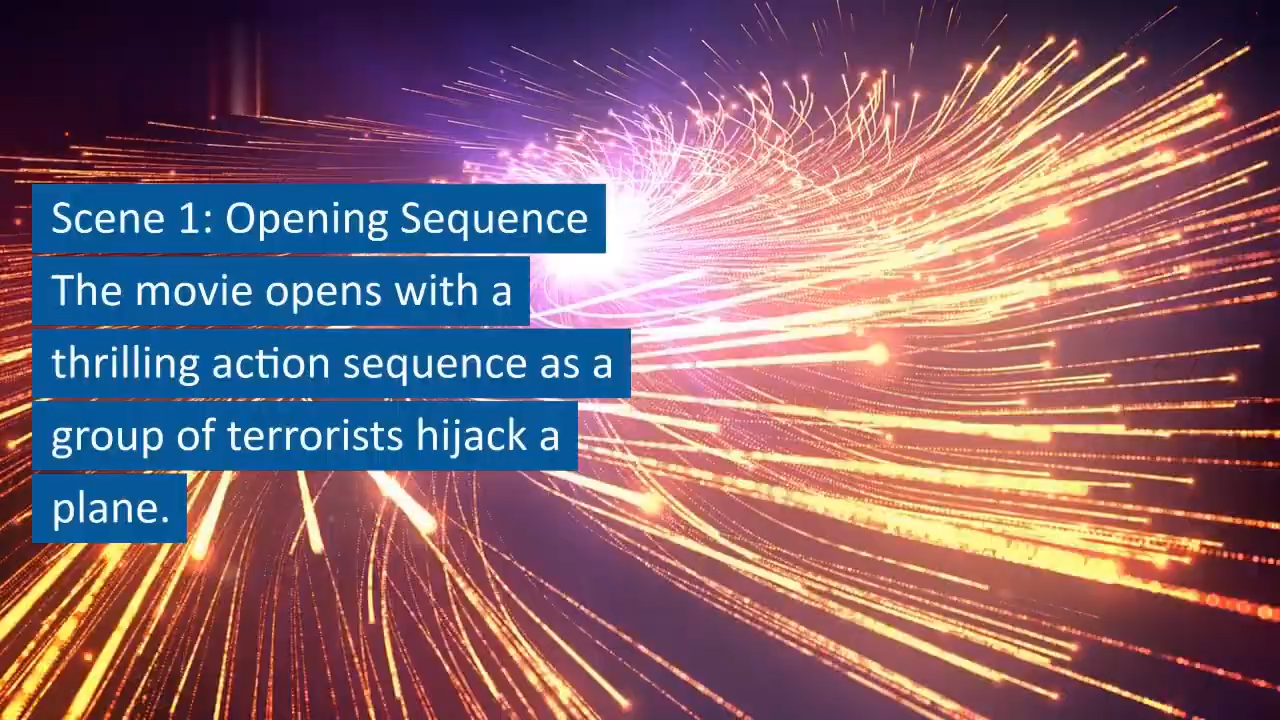 Scene 1: Opening Sequence
The movie opens with a
thrilling action sequence as a
group of terrorists hijack a
plane.